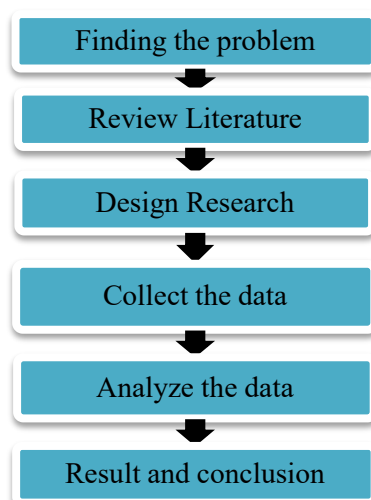 Finding the problem
Review Literature
Design Research
Collect the data
Analyze the data
Result and conclusion